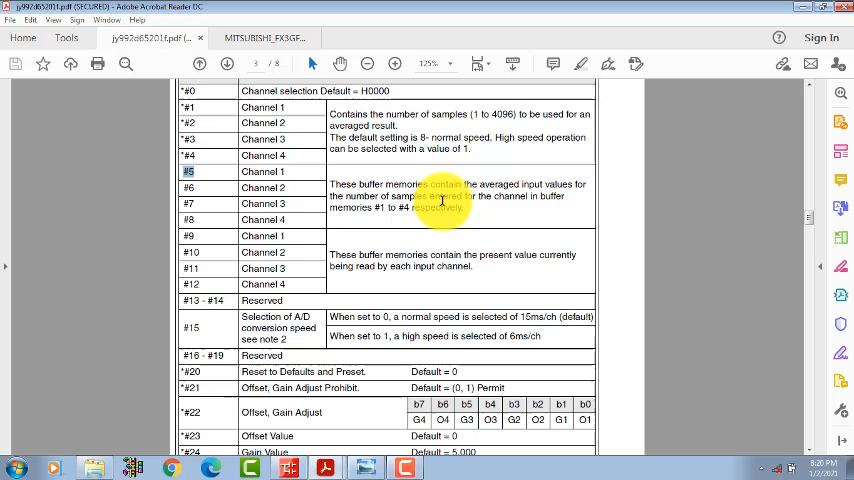 jy992d65201f.pdf (SECURED) - Adobe Acrobat Reader DC
File Edit View Sign Window Help
Home Tools jy992d65201f.pdf (... × MITSUBISHI_FX3GF... Sign In
3 / 8 125%
*#0 Channel selection Default = H0000
*#1 Channel 1
*#2 Channel 2
*#3 Channel 3
*#4 Channel 4
Contains the number of samples (1 to 4096) to be used for an
averaged result.
The default setting is 8- normal speed. High speed operation
can be selected with a value of 1.
#5 Channel 1
#6 Channel 2
#7 Channel 3
#8 Channel 4
These buffer memories contain the averaged input values for
the number of samples entered for the channel in buffer
memories #1 to #4 respectively.
#9 Channel 1
#10 Channel 2
#11 Channel 3
#12 Channel 4
These buffer memories contain the present value currently
being read by each input channel.
#13 - #14 Reserved
#15
Selection of A/D
conversion speed
see note 2
When set to 0, a normal speed is selected of 15ms/ch (default)
When set to 1, a high speed is selected of 6ms/ch
#16 - #19 Reserved
*#20 Reset to Defaults and Preset. Default = 0
*#21 Offset, Gain Adjust Prohibit. Default = (0, 1) Permit
*#22 Offset, Gain Adjust
b7 b6 b5 b4 b3 b2 b1 b0
G4 O4 G3 O3 G2 O2 G1 O1
*#23 Offset Value Default = 0
*#24 Gain Value Default = 5,000
8:20 PM
1/2/2021